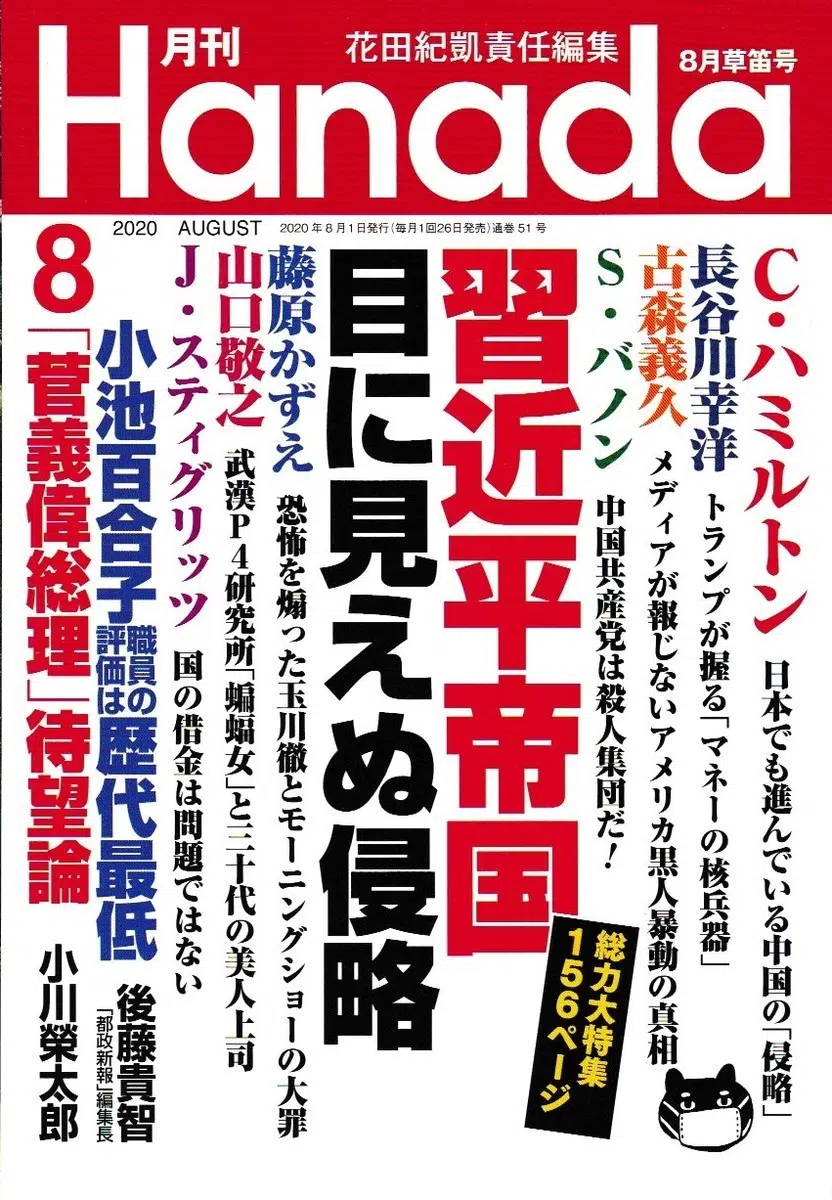 月刊
花田紀凱責任編集
8月草笛号
Hanada
8
2020 AUGUST 2020年8月1日発行(毎月1回26日発売)通巻51号
C・ハミルトン 日本でも進んでいる中国の「侵略」
長谷川幸洋 トランプが握る「マネーの核兵器」
古森義久 メディアが報じないアメリカ黒人暴動の真相
S・バノン 中国共産党は殺人集団だ!
習近平帝国
目に見えぬ侵略
総力大特集
156ページ
藤原かずえ 恐怖を煽った玉川徹とモーニングショーの大罪
山口敬之 武漢P4研究所「蝙蝠女」と三十代の美人上司
J・スティグリッツ 国の借金は問題ではない
小池百合子 職員の評価は 歴代最低 後藤貴智 「都政新報」編集長
「菅義偉総理」待望論 小川榮太郎